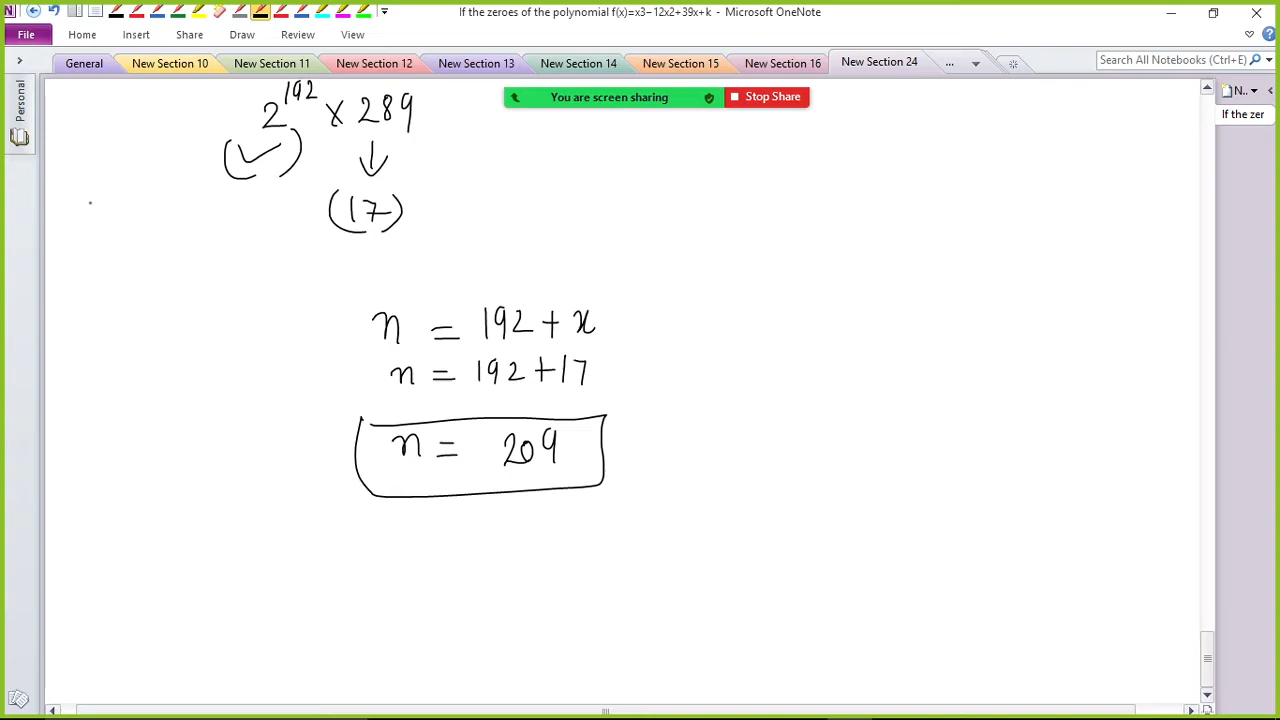 If the zeroes of the polynomial f(x)=x3−12x2+39x+k - Microsoft OneNote
File Home Insert Share Draw Review View
General New Section 10 New Section 11 New Section 12 New Section 13 New Section 14 New Section 15 New Section 16 New Section 24 ... Search All Notebooks (Ctrl+E)
You are screen sharing Stop Share
Personal
N..
If the zer
2^192 × 289
(✓) ↓
(17)
n = 192 + x
n = 192 + 17
n = 209